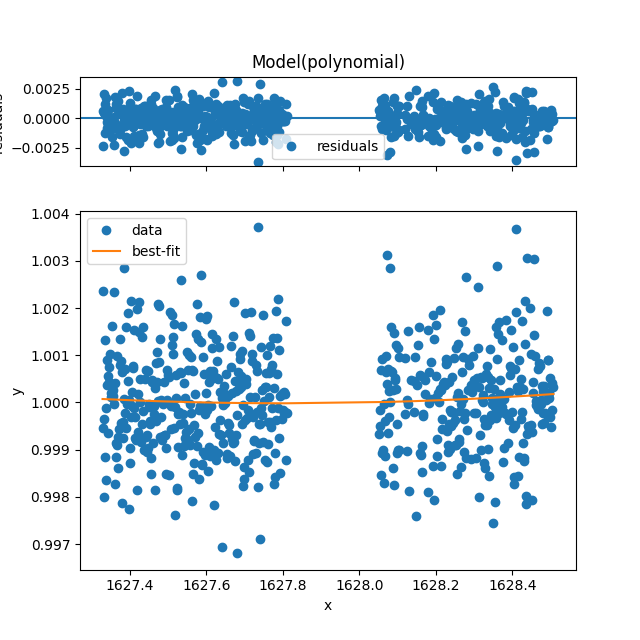 Model(polynomial)
0.0025
0.0000
−0.0025
residuals
residuals
1.004
1.003
1.002
1.001
1.000
0.999
0.998
0.997
y
data
best-fit
1627.4
1627.6
1627.8
1628.0
1628.2
1628.4
x